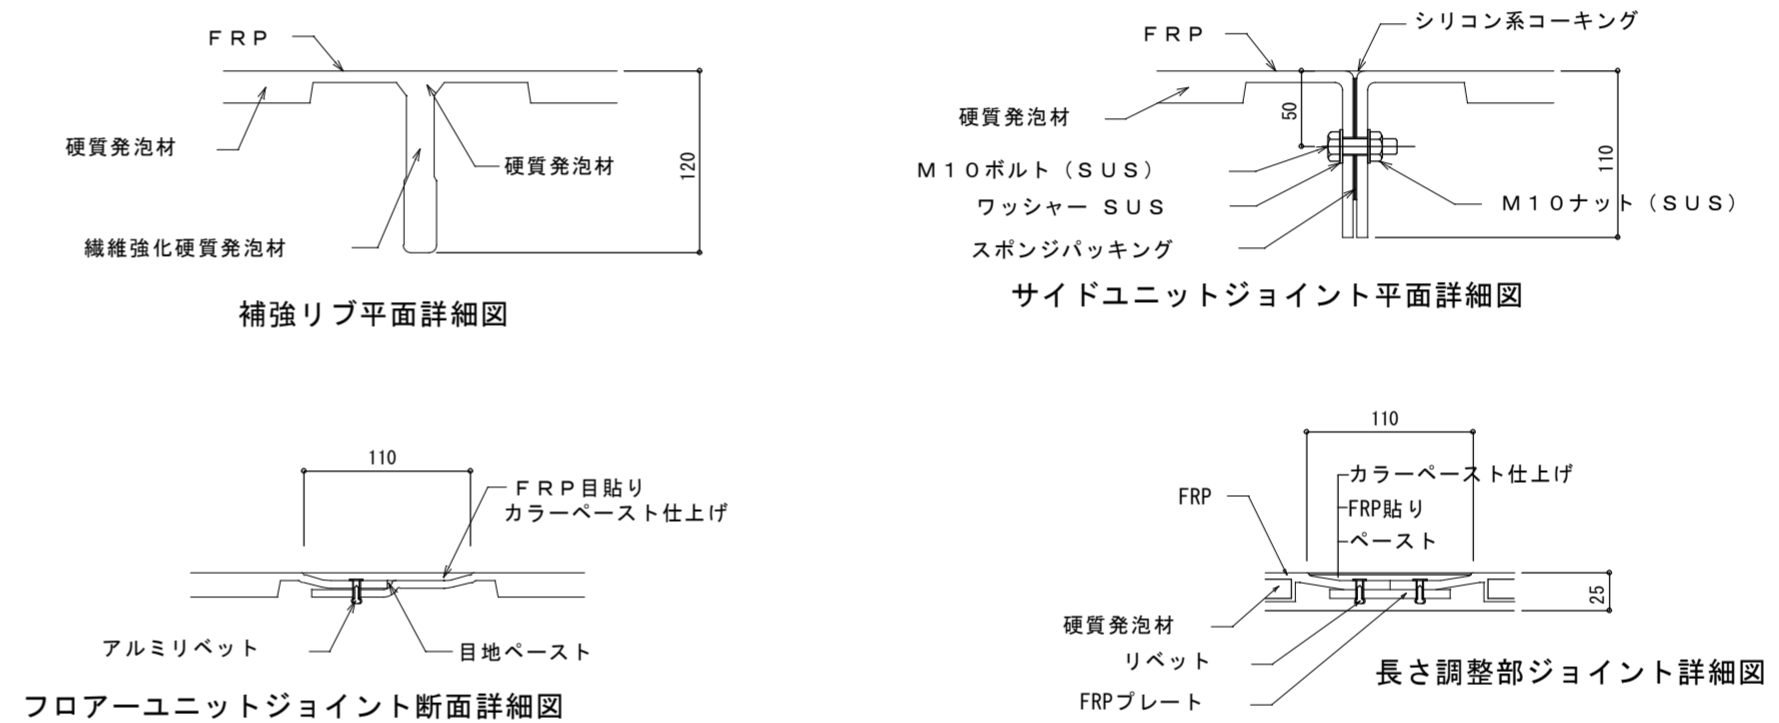 ＦＲＰ
硬質発泡材
硬質発泡材
120
繊維強化硬質発泡材
補強リブ平面詳細図
シリコン系コーキング
ＦＲＰ
硬質発泡材
50
110
Ｍ１０ボルト（ＳＵＳ）
ワッシャー ＳＵＳ
Ｍ１０ナット（ＳＵＳ）
スポンジパッキング
サイドユニットジョイント平面詳細図
110
ＦＲＰ目貼り
カラーペースト仕上げ
アルミリベット
目地ペースト
フロアーユニットジョイント断面詳細図
110
カラーペースト仕上げ
FRP
FRP貼り
ペースト
25
硬質発泡材
リベット
FRPプレート
長さ調整部ジョイント詳細図